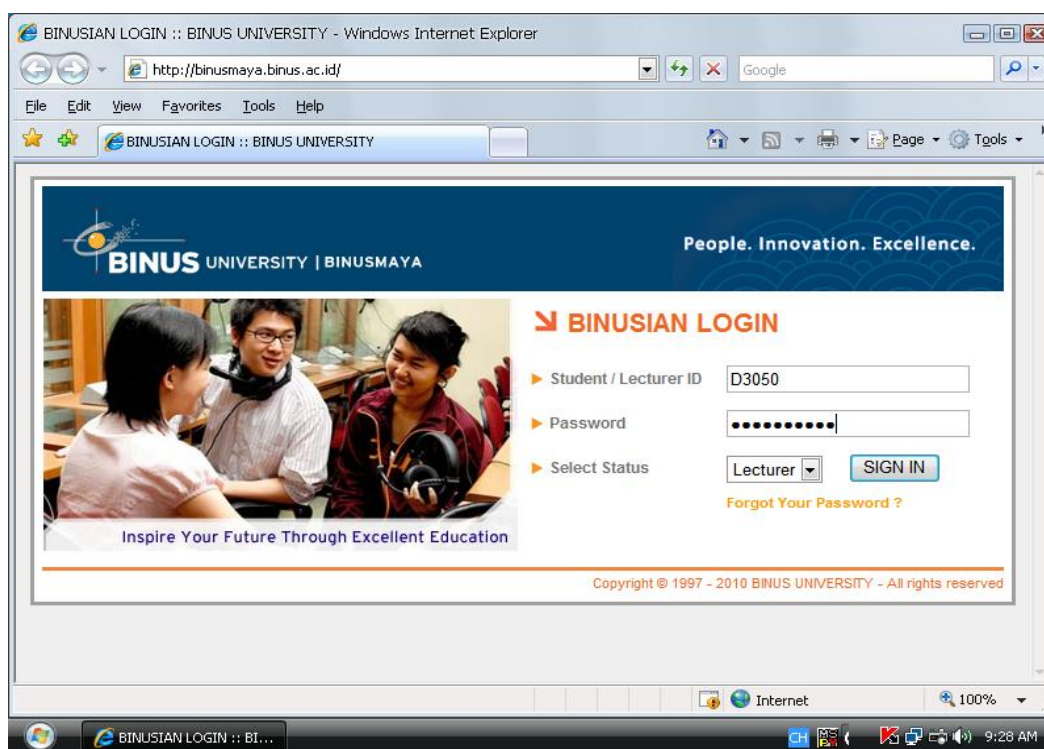 BINUSIAN LOGIN :: BINUS UNIVERSITY - Windows Internet Explorer
http://binusmaya.binus.ac.id/
Google
File Edit View Favorites Tools Help
BINUSIAN LOGIN :: BINUS UNIVERSITY
Page Tools
BINUS UNIVERSITY | BINUSMAYA
People. Innovation. Excellence.
BINUSIAN LOGIN
Student / Lecturer ID D3050
Password ●●●●●●●●●●
Select Status Lecturer SIGN IN
Forgot Your Password ?
Inspire Your Future Through Excellent Education
Copyright © 1997 - 2010 BINUS UNIVERSITY - All rights reserved
Internet 100%
BINUSIAN LOGIN :: BI... CH 9:28 AM